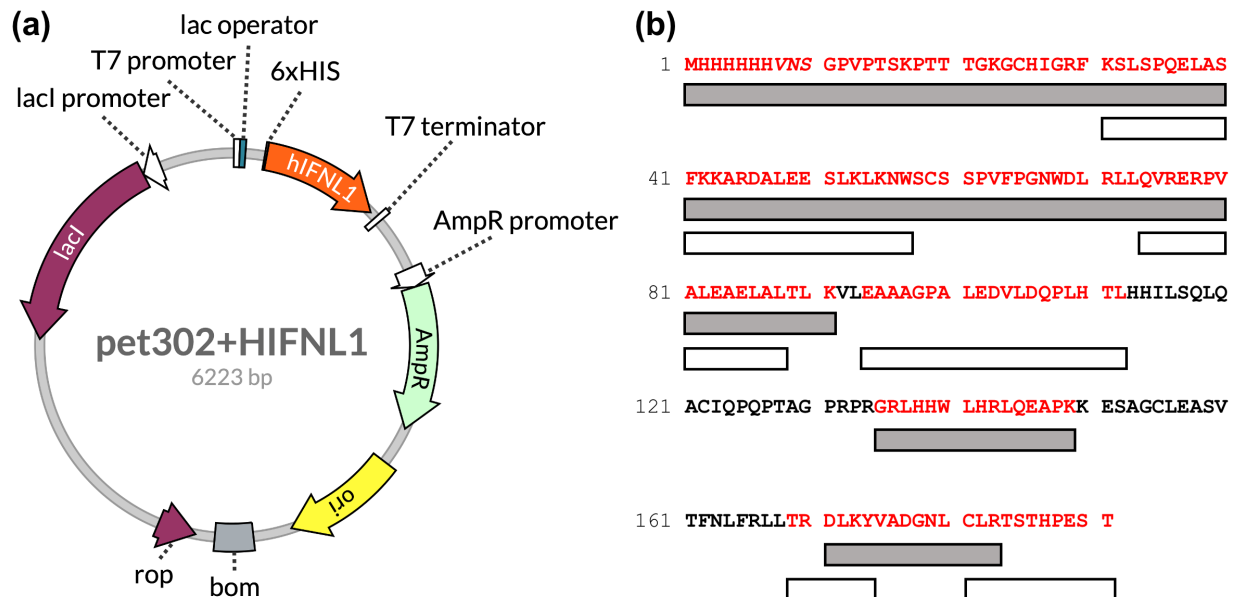 (a)
lac operator
T7 promoter
6xHIS
lacI promoter
T7 terminator
hIFNL1
AmpR promoter
lacI
pet302+HIFNL1
6223 bp
AmpR
ori
rop
bom
(b)
1 MHHHHHHVNS GPVPTSKPTT TGKGCHIGRF KSLSPQELAS
41 FKKARDALEE SLKLKNWSCS SPVFPGNWDL RLLQVRERPV
81 ALEAELALTL KVLEAAAGPA LEDVLDQPLH TLHHILSQLQ
121 ACIQPQPTAG PRPRGRLHHW LHRLQEAPKK ESAGCLEASV
161 TFNLFRLLTR DLKYVADGNL CLRTSTHPES T